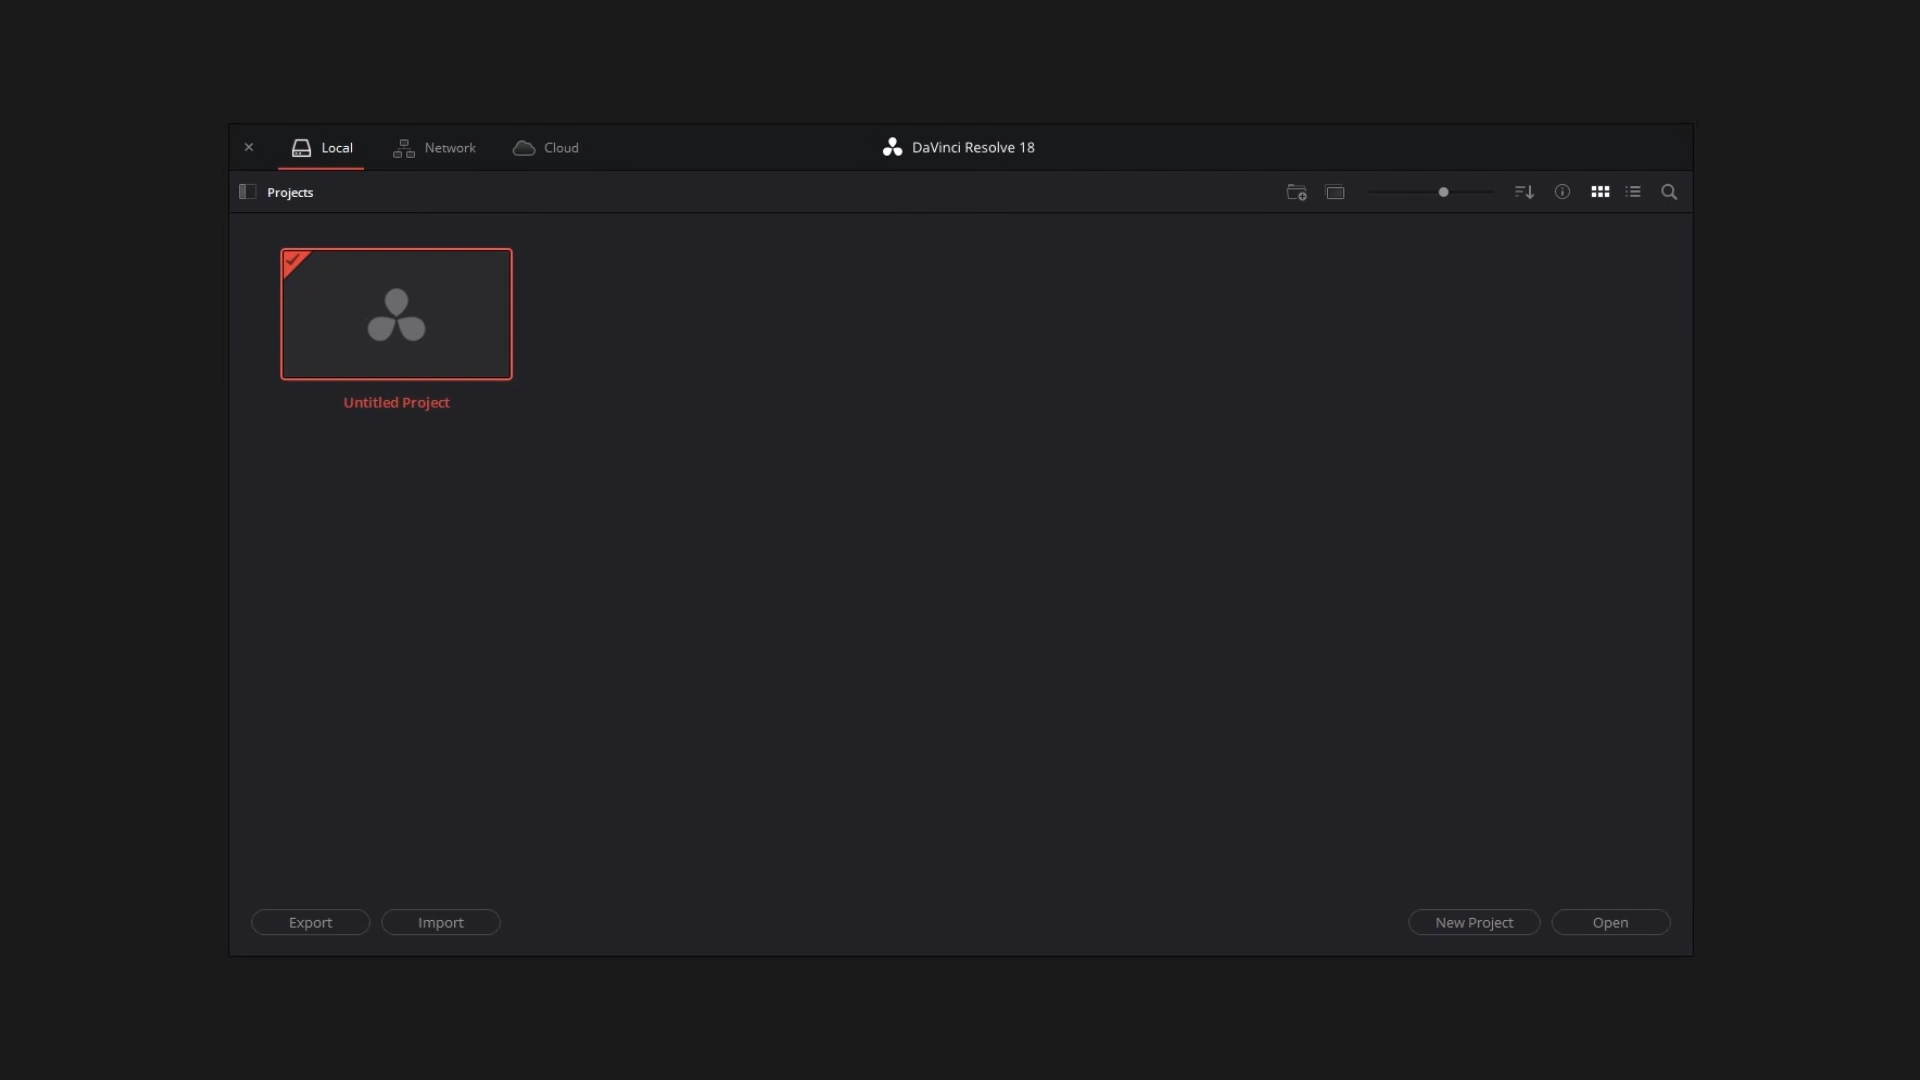 Local
Network
Cloud
DaVinci Resolve 18
Projects
Untitled Project
Export
Import
New Project
Open